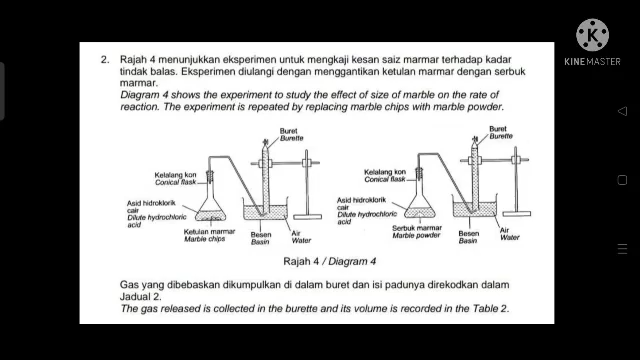 KINEMASTER
2. Rajah 4 menunjukkan eksperimen untuk mengkaji kesan saiz marmar terhadap kadar
tindak balas. Eksperimen diulangi dengan menggantikan ketulan marmar dengan serbuk
marmar.
Diagram 4 shows the experiment to study the effect of size of marble on the rate of
reaction. The experiment is repeated by replacing marble chips with marble powder.
Buret
Burette
Kelalang kon
Conical flask
Asid hidroklorik
cair
Dilute hydrochloric
acid
Ketulan marmar
Marble chips
Besen
Basin
Air
Water
Buret
Burette
Kelalang kon
Conical flask
Asid hidroklorik
cair
Dilute hydrochloric
acid
Serbuk marmar
Marble powder
Besen
Basin
Air
Water
Rajah 4 / Diagram 4
Gas yang dibebaskan dikumpulkan di dalam buret dan isi padunya direkodkan dalam
Jadual 2.
The gas released is collected in the burette and its volume is recorded in the Table 2.